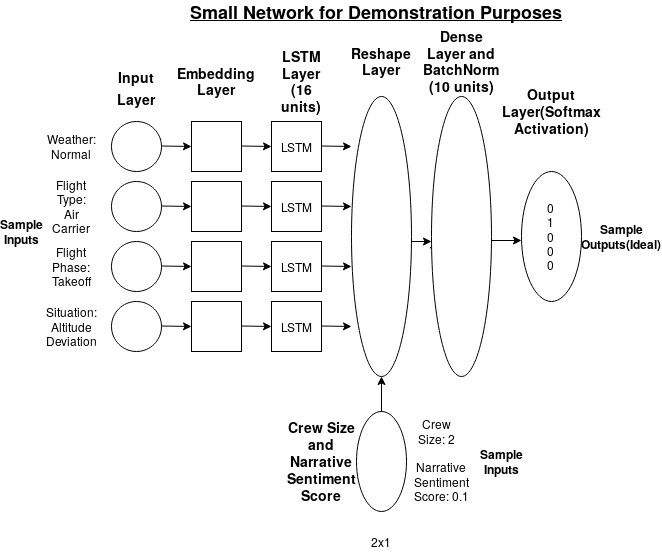 Small Network for Demonstration Purposes
Input
Layer
Embedding
Layer
LSTM
Layer
(16
units)
Reshape
Layer
Dense
Layer and
BatchNorm
(10 units)
Output
Layer(Softmax
Activation)
Sample
Inputs
Weather:
Normal
LSTM
Flight
Type:
Air
Carrier
LSTM
Flight
Phase:
Takeoff
LSTM
Situation:
Altitude
Deviation
LSTM
0
1
0
0
0
Sample
Outputs(Ideal)
Crew Size
and
Narrative
Sentiment
Score
Crew
Size: 2
Narrative
Sentiment
Score: 0.1
Sample
Inputs
2x1